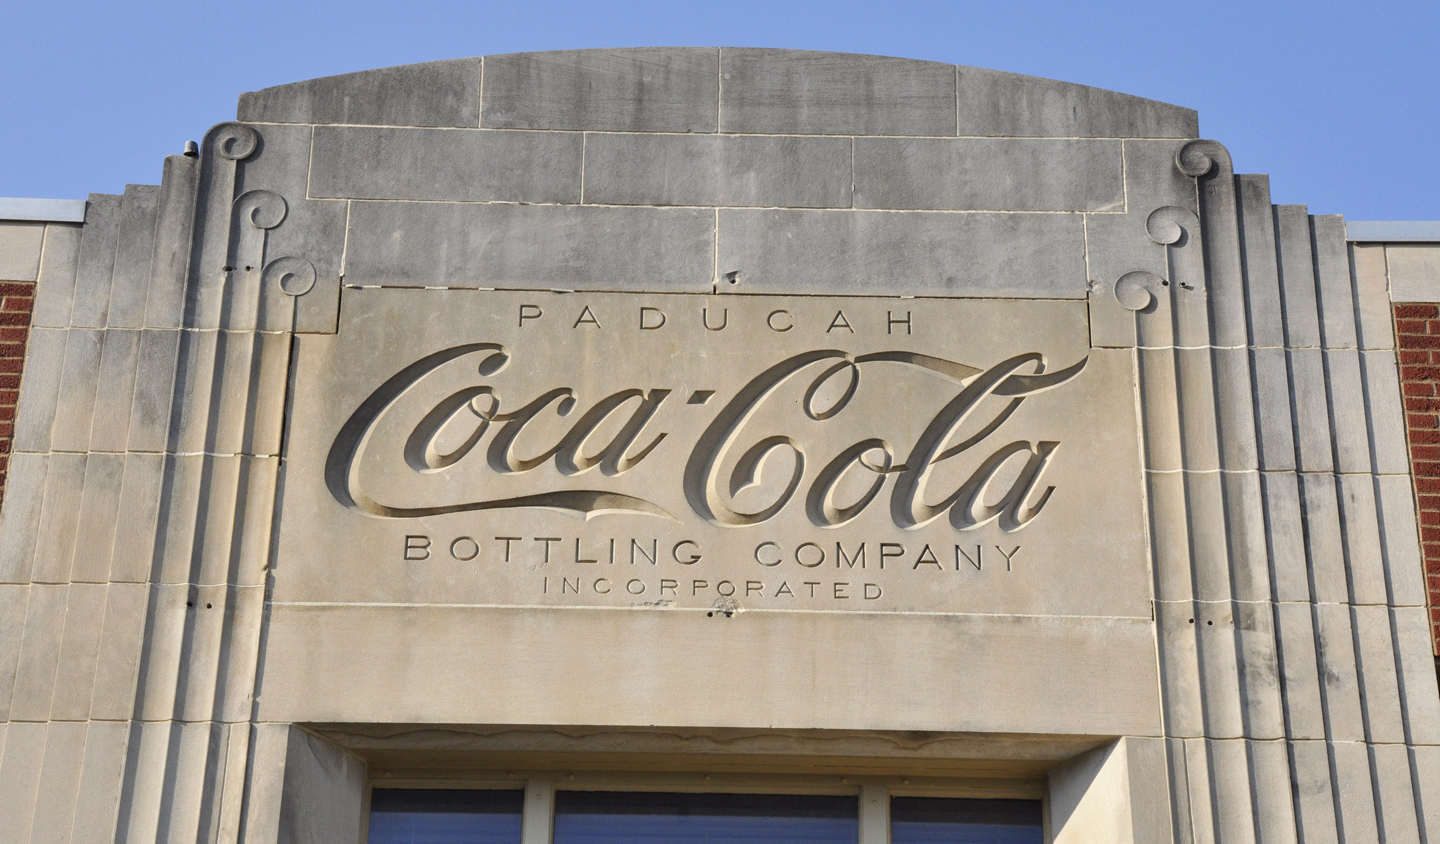 PADUCAH
Coca-Cola
BOTTLING COMPANY
INCORPORATED